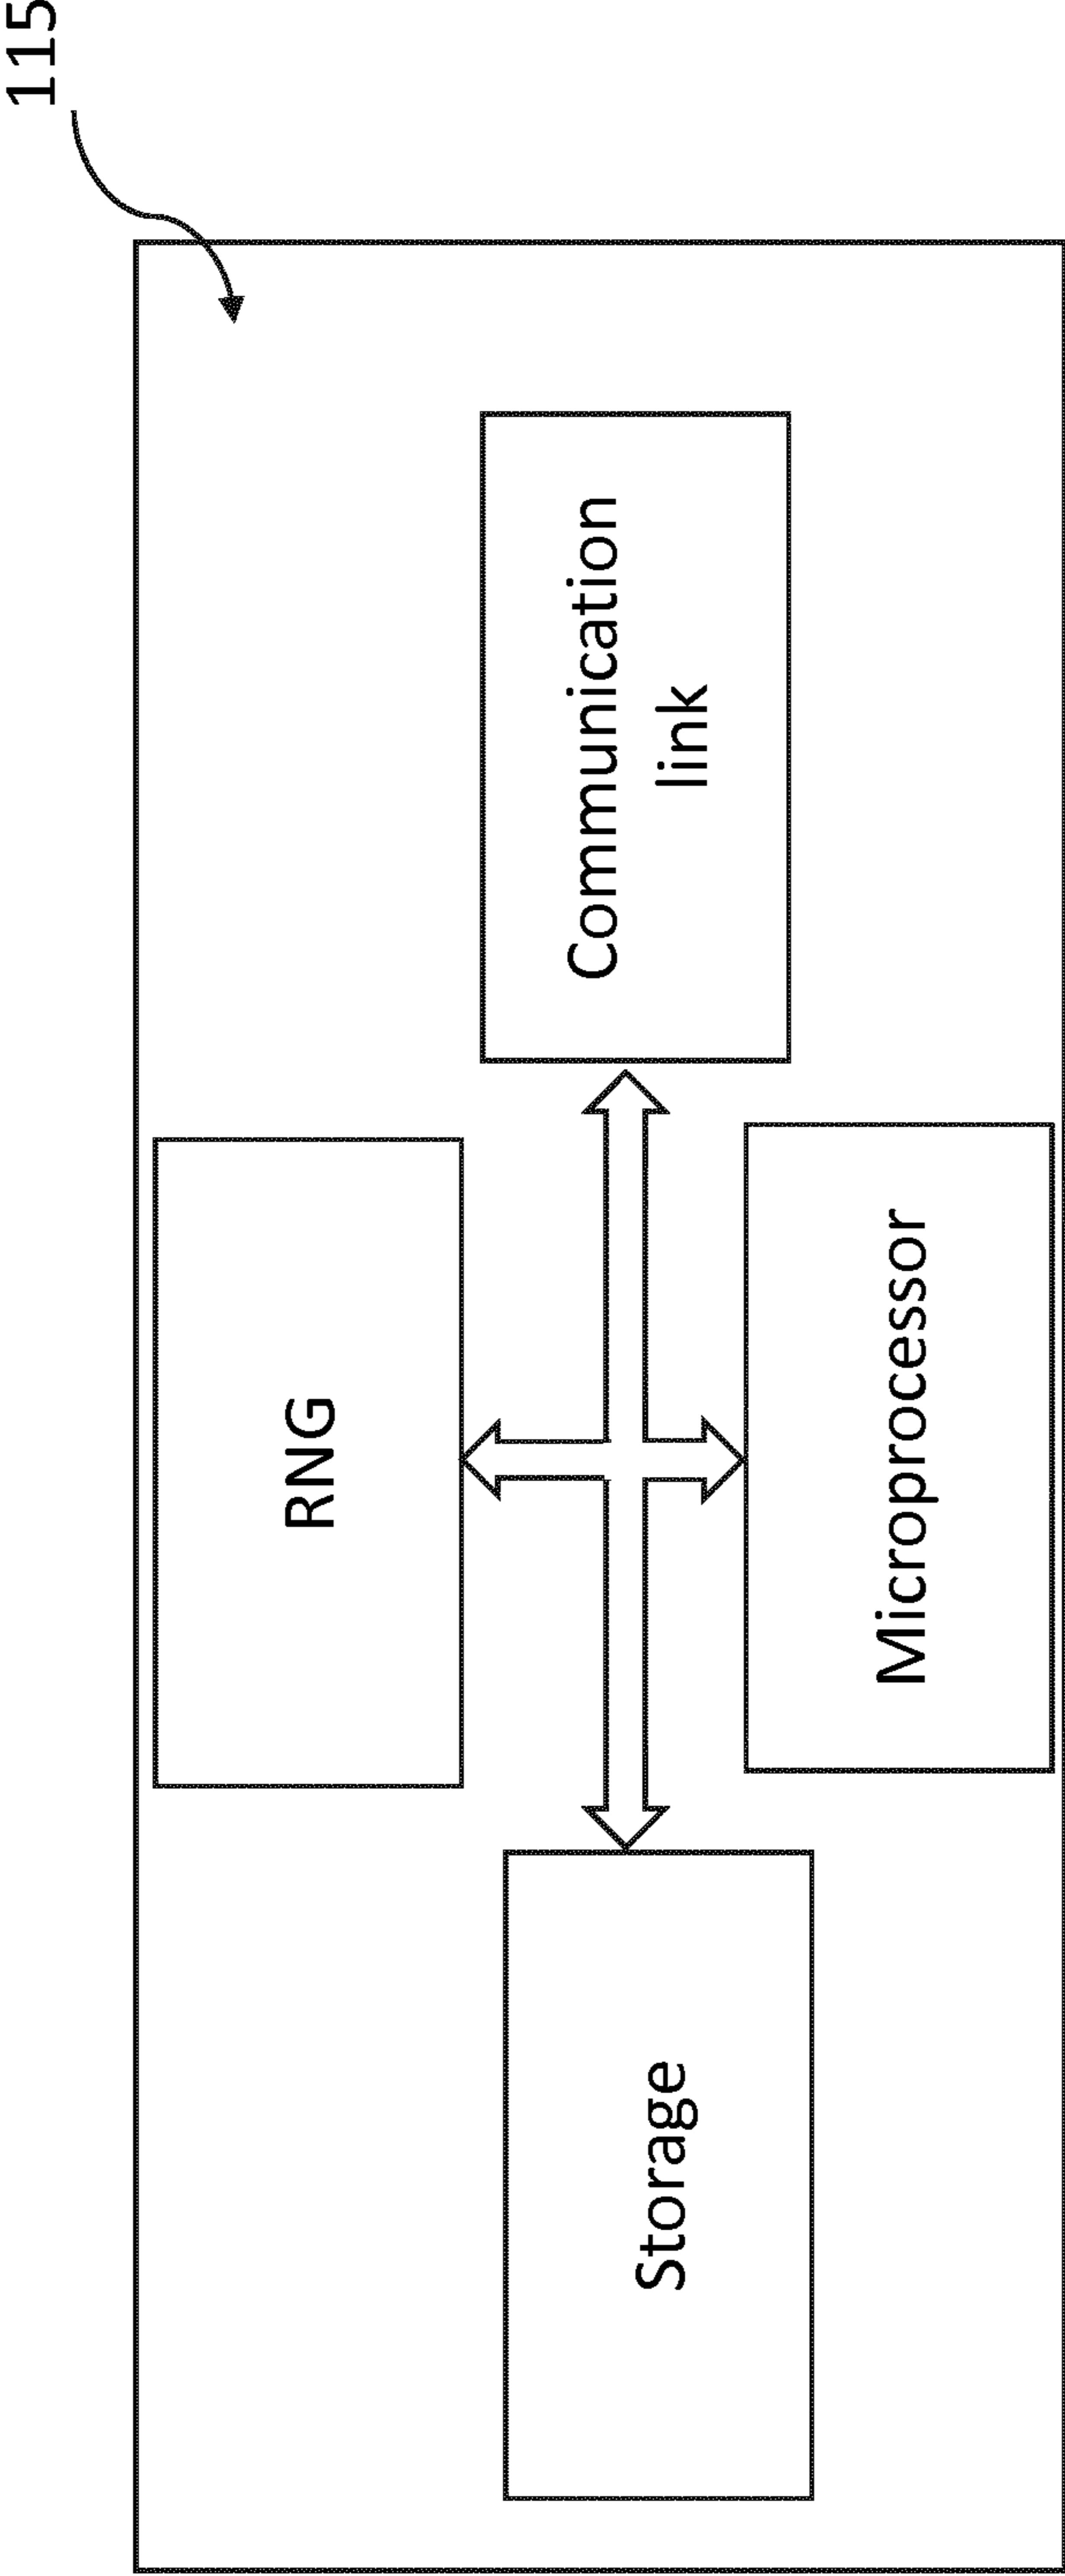 115
RNG
Storage
Communication
link
Microprocessor